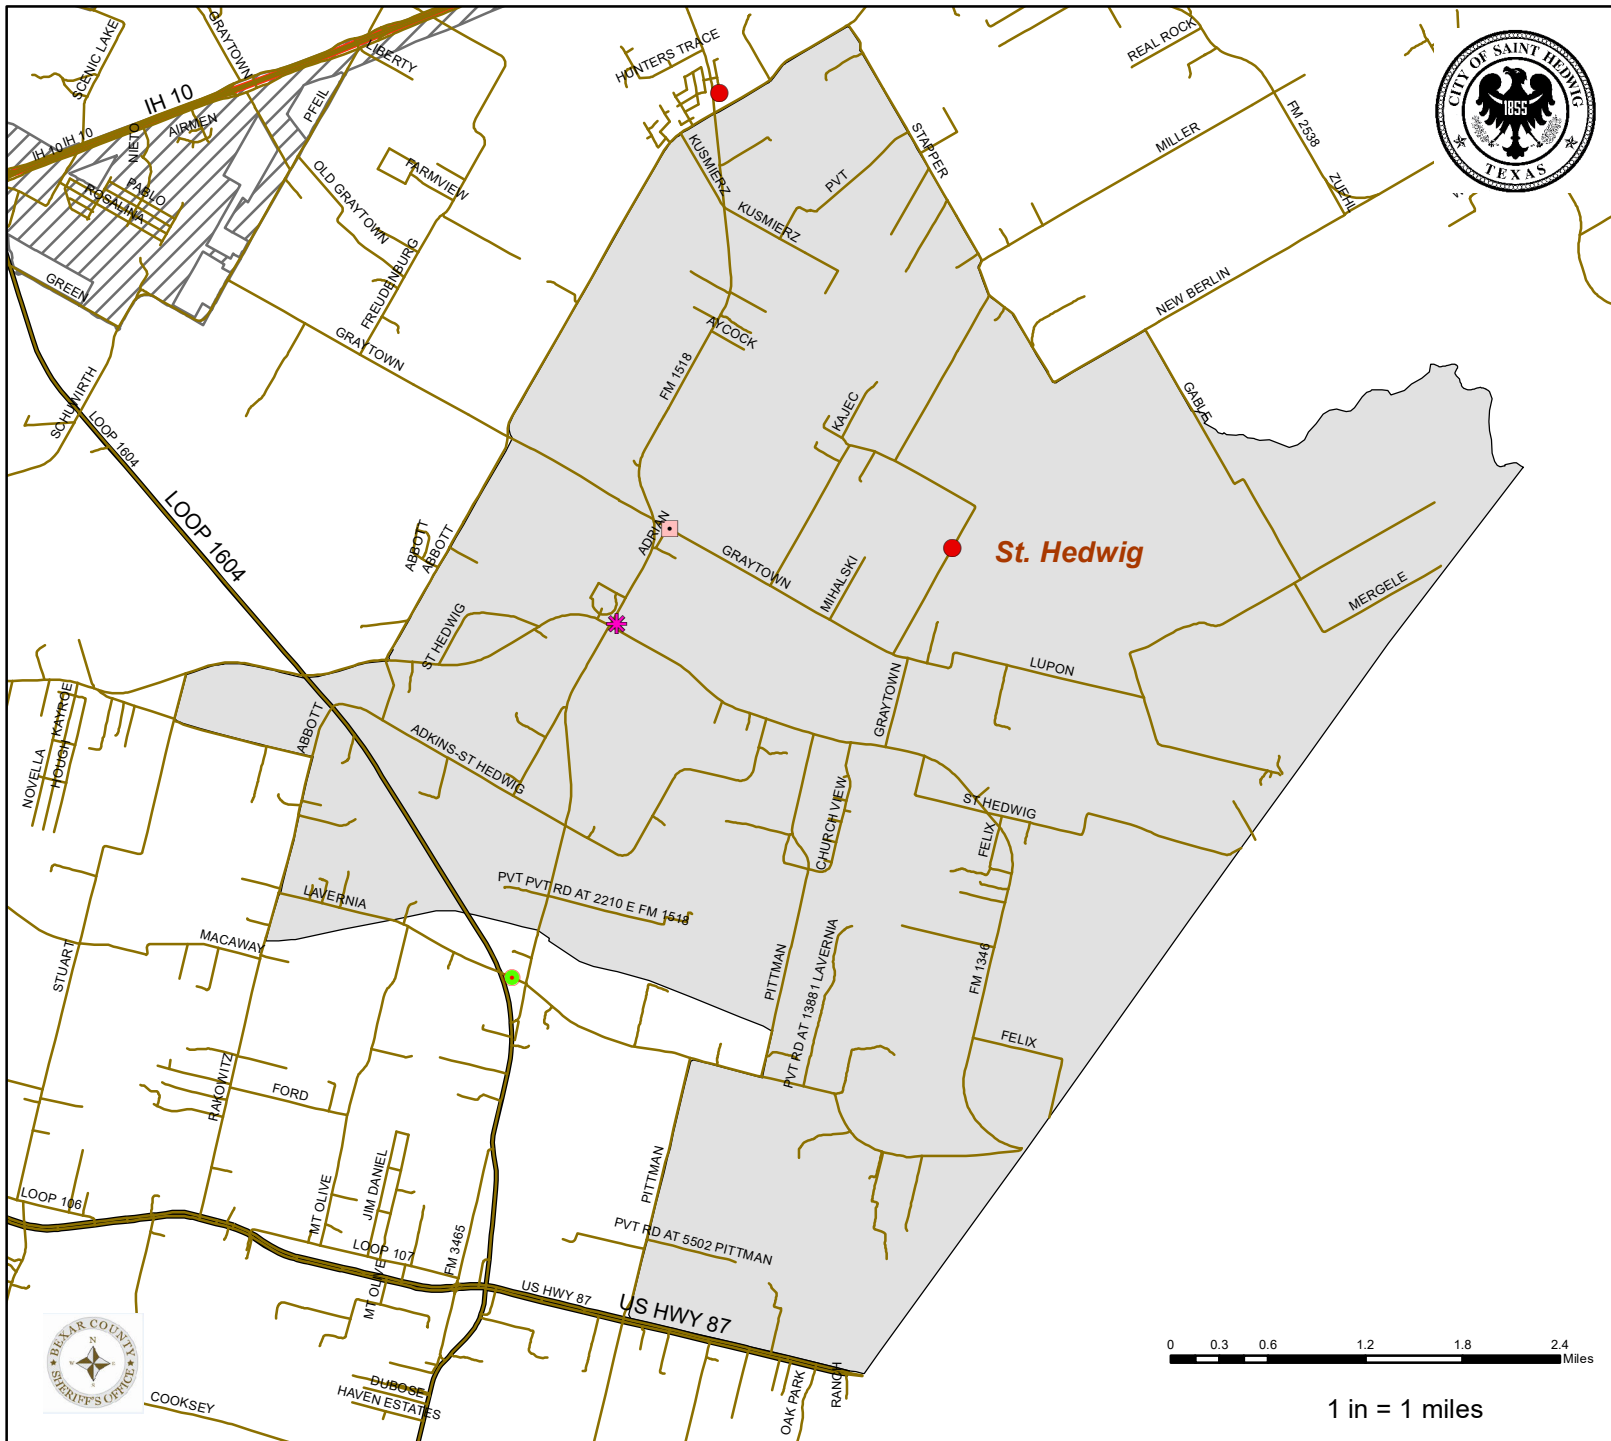 SCENIC LAKE
GRAYTOWN
LIBERTY
HUNTERS TRACE
REAL ROCK
CITY OF SAINT HEDWIG
1855
TEXAS
IH 10
PFEIL
AIRMEN
IH 10
IH 10
NIETO
FM 2538
MILLER
STAPPER
KUSMIERZ
PVT
ZUEHL
OLD GRAYTOWN
FARMVIEW
PABLO
ROSALINA
KUSMIERZ
GREEN
FREUDENBURG
NEW BERLIN
GRAYTOWN
AYCOCK
FM 1518
SCHUWIRTH
LOOP 1604
KAJEC
GABLE
LOOP 1604
ADRIAN
ABBOTT
ABBOTT
GRAYTOWN
St. Hedwig
MIHALSKI
MERGELE
ST HEDWIG
LUPON
GRAYTOWN
KAYROE
HOUGH
NOVELLA
ABBOTT
ADKINS-ST HEDWIG
ST HEDWIG
CHURCH VIEW
FELIX
PVT PVT RD AT 2210 E FM 1518
LAVERNIA
MACAWAY
STUART
PITTMAN
PVT RD AT 13881 LAVERNIA
FM 1346
FELIX
RAKOWITZ
FORD
JIM DANIEL
MT OLIVE
PITTMAN
LOOP 106
PVT RD AT 5502 PITTMAN
LOOP 107
FM 3465
MT OLIVE
US HWY 87
US HWY 87
BEXAR COUNTY
N
SHERIFF'S OFFICE
DUBOSE
HAVEN ESTATES
COOKSEY
OAK PARK
RANCH
0 0.3 0.6 1.2 1.8 2.4
Miles
1 in = 1 miles